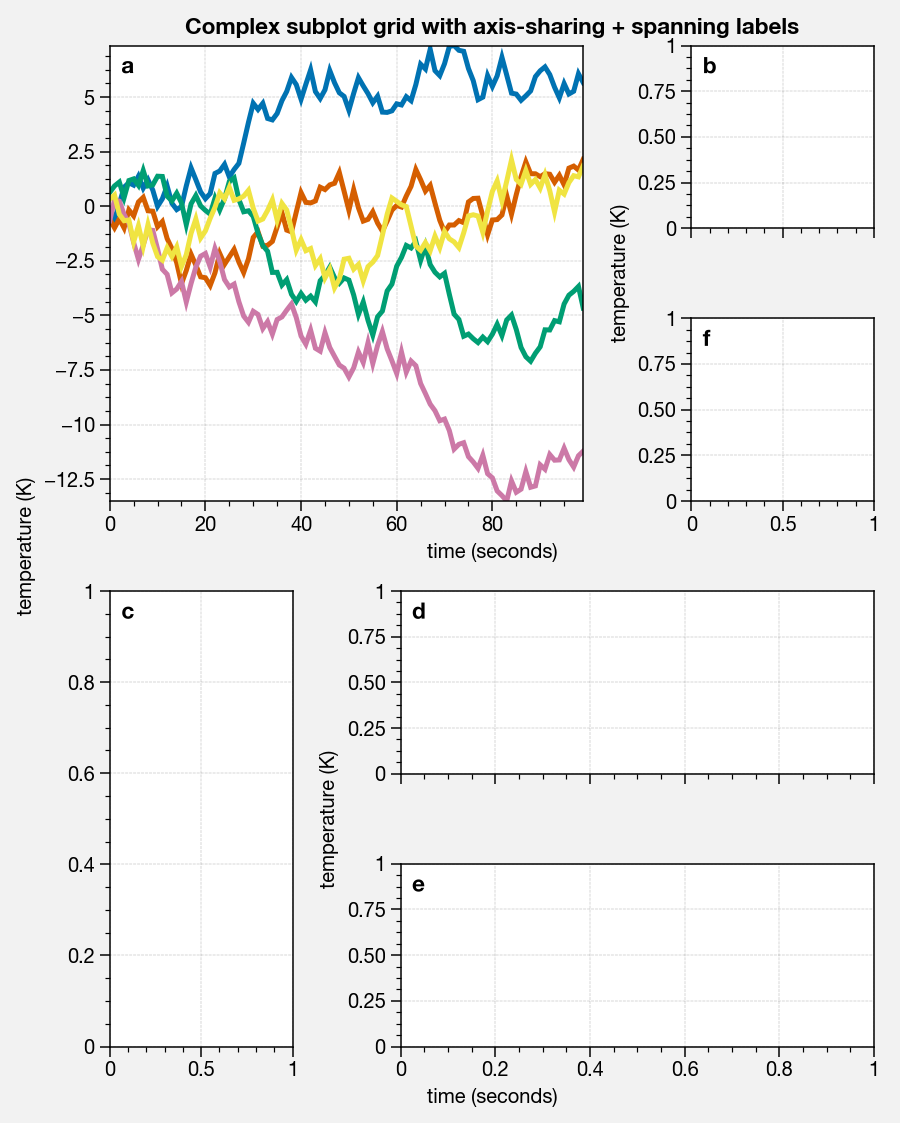 Complex subplot grid with axis-sharing + spanning labels
a
5
2.5
0
−2.5
−5
−7.5
−10
−12.5
0 20 40 60 80
time (seconds)
temperature (K)
b
1
0.75
0.50
0.25
0
temperature (K)
f
1
0.75
0.50
0.25
0
0 0.5 1
c
1
0.8
0.6
0.4
0.2
0
0 0.5 1
d
1
0.75
0.50
0.25
0
temperature (K)
e
1
0.75
0.50
0.25
0
0 0.2 0.4 0.6 0.8 1
time (seconds)